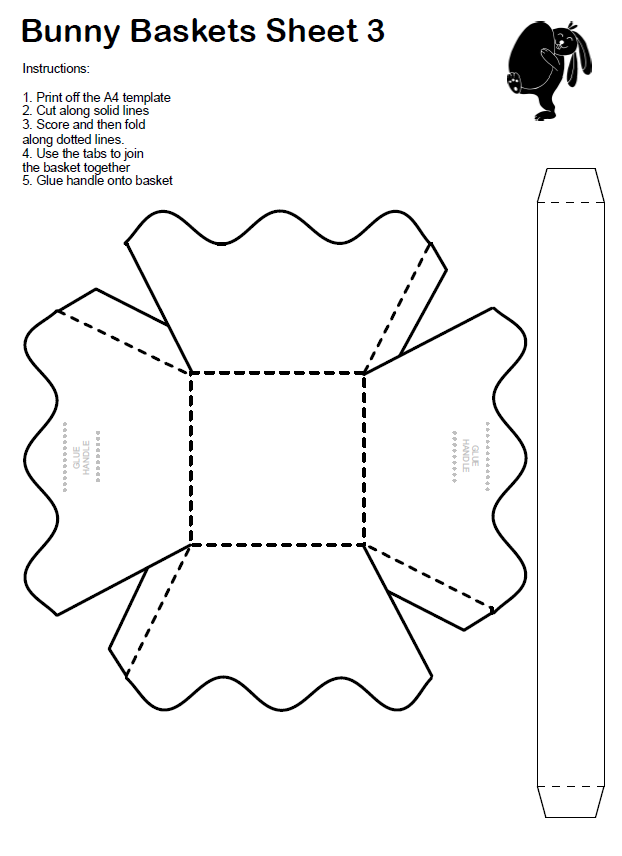 Bunny Baskets Sheet 3
Instructions:
1. Print off the A4 template
2. Cut along solid lines
3. Score and then fold
along dotted lines.
4. Use the tabs to join
the basket together
5. Glue handle onto basket
GLUE
HANDLE
GLUE
HANDLE